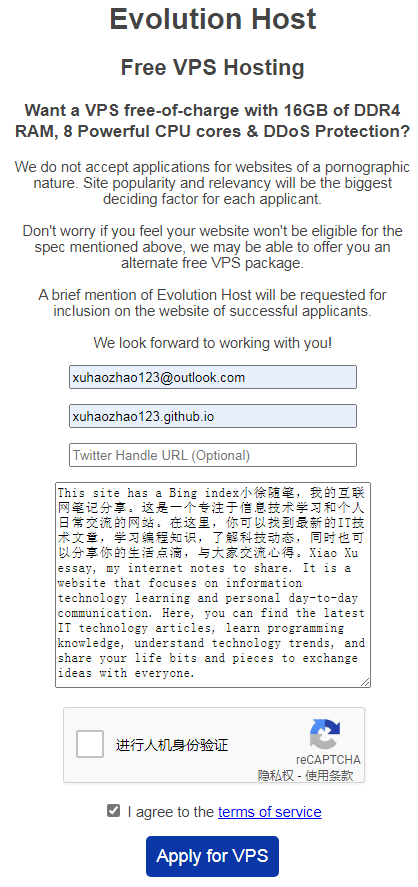 Evolution Host
Free VPS Hosting
Want a VPS free-of-charge with 16GB of DDR4
RAM, 8 Powerful CPU cores & DDoS Protection?
We do not accept applications for websites of a pornographic
nature. Site popularity and relevancy will be the biggest
deciding factor for each applicant.
Don't worry if you feel your website won't be eligible for the
spec mentioned above, we may be able to offer you an
alternate free VPS package.
A brief mention of Evolution Host will be requested for
inclusion on the website of successful applicants.
We look forward to working with you!
xuhaozhao123@outlook.com
xuhaozhao123.github.io
Twitter Handle URL (Optional)
This site has a Bing index小徐随笔，我的互联
网笔记分享。这是一个专注于信息技术学习和个人
日常交流的网站。在这里，你可以找到最新的IT技
术文章，学习编程知识，了解科技动态，同时也可
以分享你的生活点滴，与大家交流心得。Xiao Xu
essay, my internet notes to share. It is a
website that focuses on information
technology learning and personal day-to-day
communication. Here, you can find the latest
IT technology articles, learn programming
knowledge, understand technology trends, and
share your life bits and pieces to exchange
ideas with everyone.
进行人机身份验证
reCAPTCHA
隐私权 - 使用条款
I agree to the terms of service
Apply for VPS